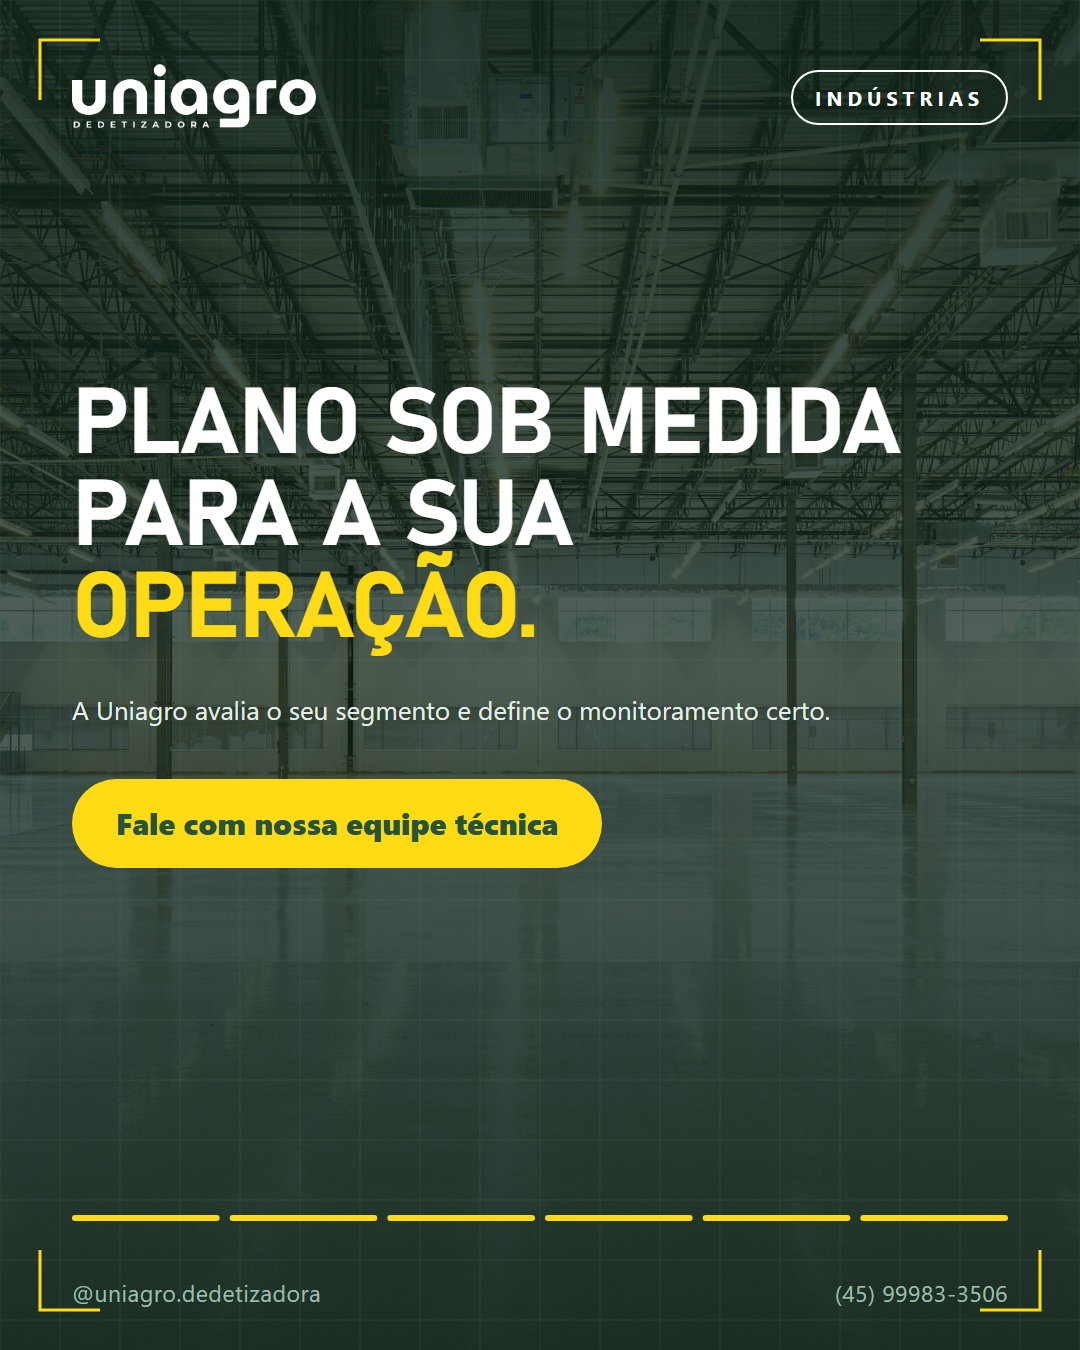 uniagro
DEDETIZADORA
INDÚSTRIAS
PLANO SOB MEDIDA
PARA A SUA
OPERAÇÃO.
A Uniagro avalia o seu segmento e define o monitoramento certo.
Fale com nossa equipe técnica
@uniagro.dedetizadora
(45) 99983-3506